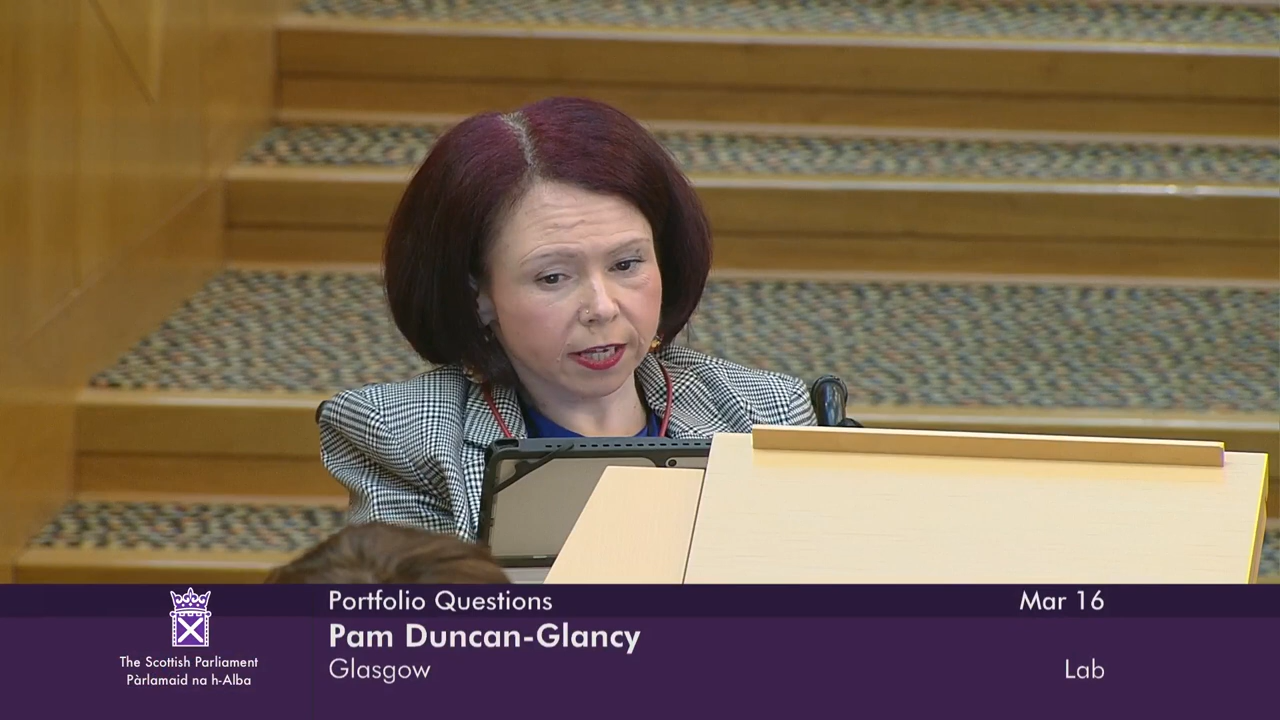 Portfolio Questions
Mar 16
Pam Duncan-Glancy
Glasgow
Lab
The Scottish Parliament
Pàrlamaid na h-Alba